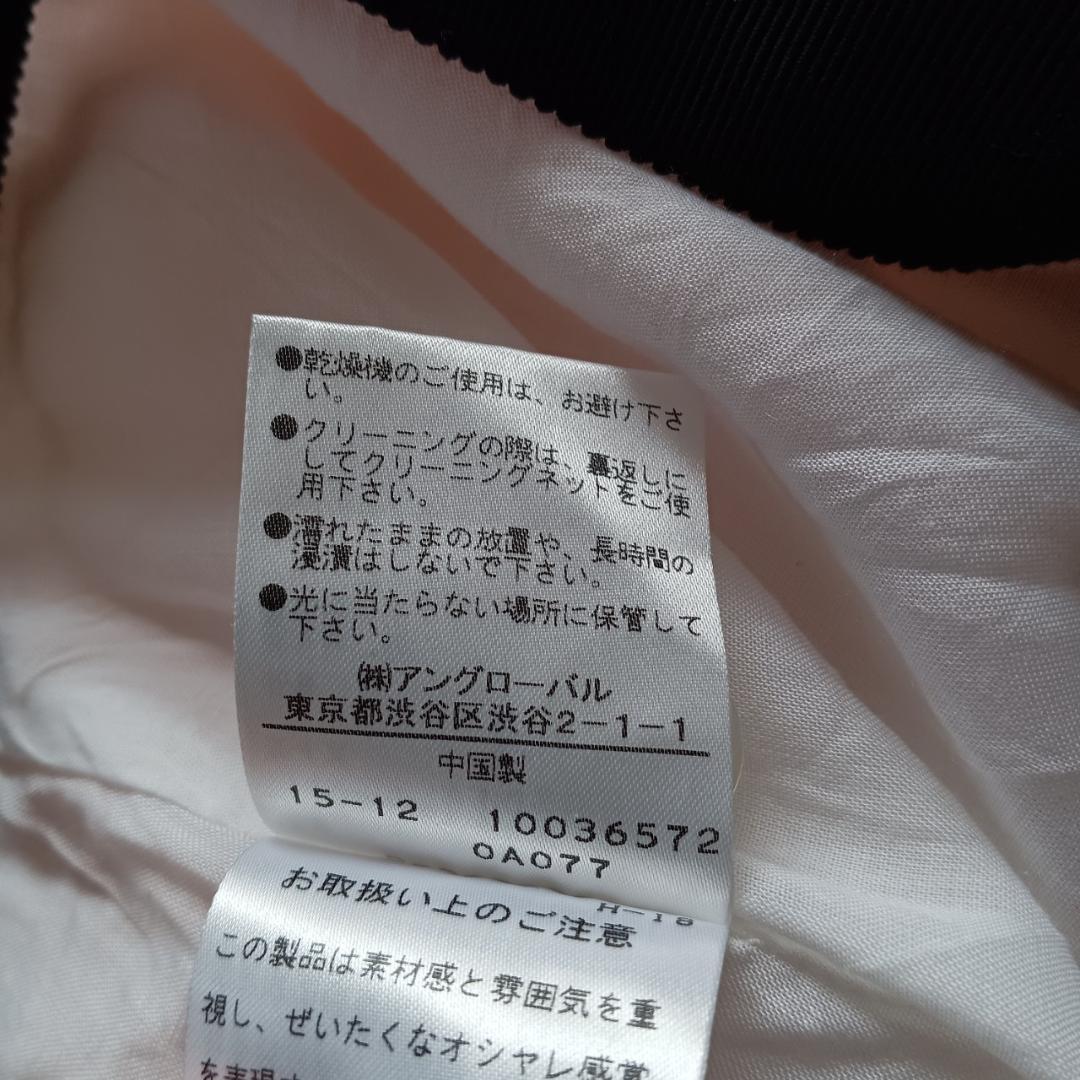 ●乾燥機のご使用は、お避け下さ
い。
●クリーニングの際は、裏返しに
してクリーニングネットをご使
用下さい。
●濡れたままの放置や、長時間の
浸漬はしないで下さい。
●光に当たらない場所に保管して
下さい。
㈱アングローバル
東京都渋谷区渋谷2-1-1
中国製
15-12 10036572
0A077
H-18
お取扱い上のご注意
この製品は素材感と雰囲気を重
視し、ぜいたくなオシャレ感覚
を表現